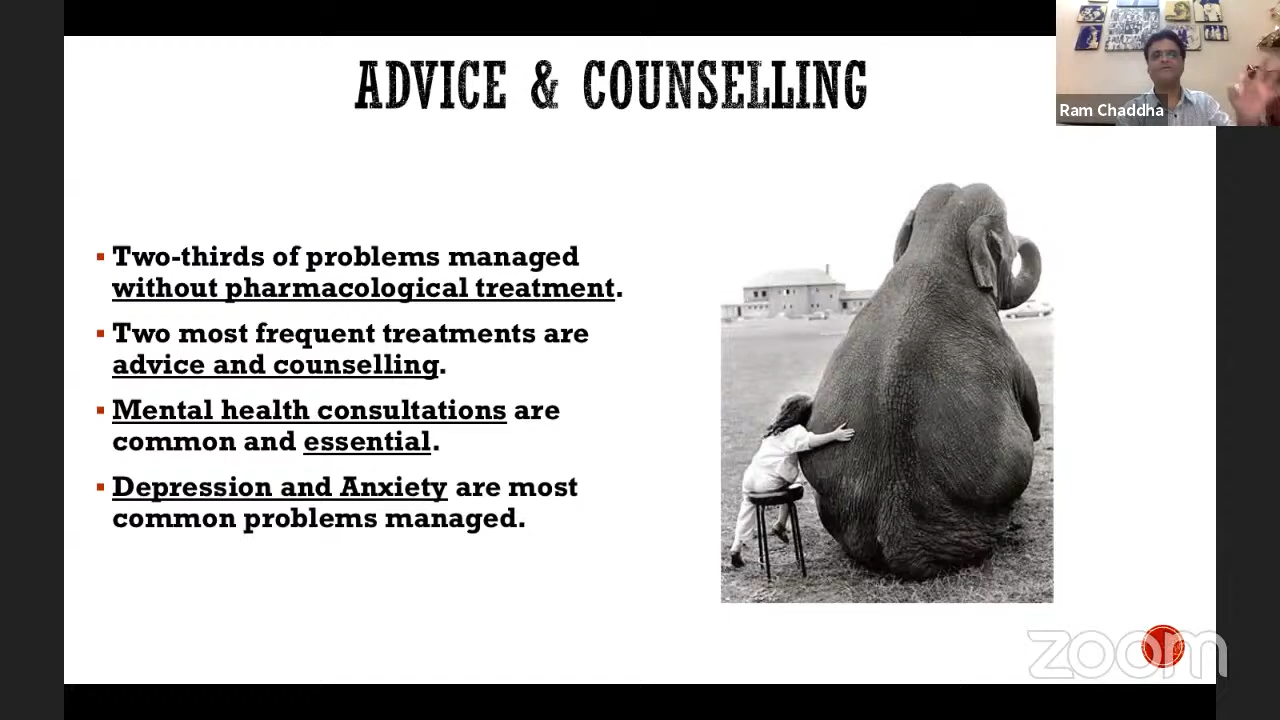 ADVICE & COUNSELLING
Ram Chaddha
Two-thirds of problems managed
without pharmacological treatment.
Two most frequent treatments are
advice and counselling.
Mental health consultations are
common and essential.
Depression and Anxiety are most
common problems managed.
zoom